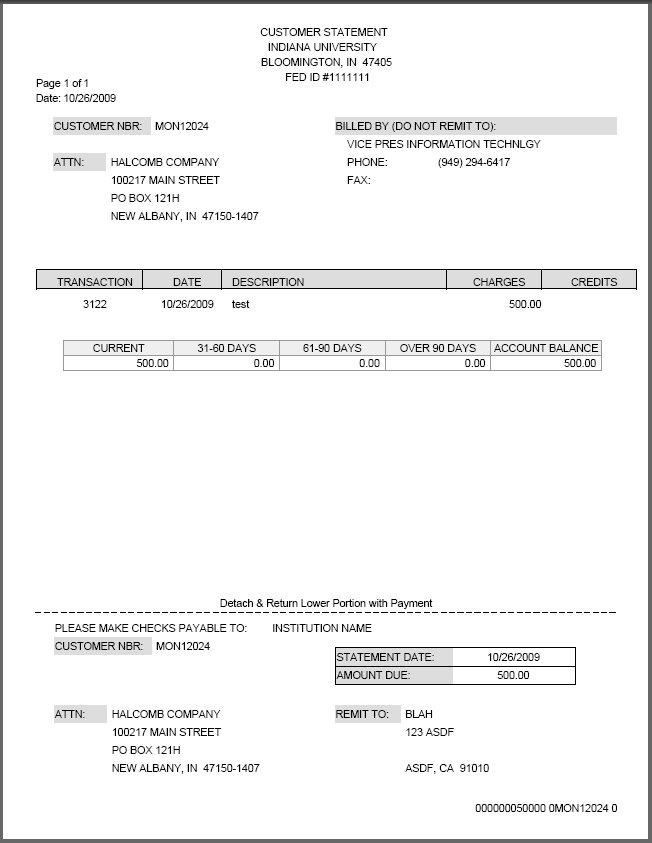 CUSTOMER STATEMENT
INDIANA UNIVERSITY
BLOOMINGTON, IN 47405
FED ID #1111111
Page 1 of 1
Date: 10/26/2009
CUSTOMER NBR: MON12024
BILLED BY (DO NOT REMIT TO):
VICE PRES INFORMATION TECHNLGY
ATTN: HALCOMB COMPANY
PHONE: (949) 294-6417
100217 MAIN STREET
FAX:
PO BOX 121H
NEW ALBANY, IN 47150-1407
TRANSACTION DATE DESCRIPTION CHARGES CREDITS
3122 10/26/2009 test 500.00
CURRENT 31-60 DAYS 61-90 DAYS OVER 90 DAYS ACCOUNT BALANCE
500.00 0.00 0.00 0.00 500.00
Detach & Return Lower Portion with Payment
PLEASE MAKE CHECKS PAYABLE TO: INSTITUTION NAME
CUSTOMER NBR: MON12024
STATEMENT DATE: 10/26/2009
AMOUNT DUE: 500.00
ATTN: HALCOMB COMPANY
100217 MAIN STREET
PO BOX 121H
NEW ALBANY, IN 47150-1407
REMIT TO: BLAH
123 ASDF
ASDF, CA 91010
000000050000 0MON12024 0